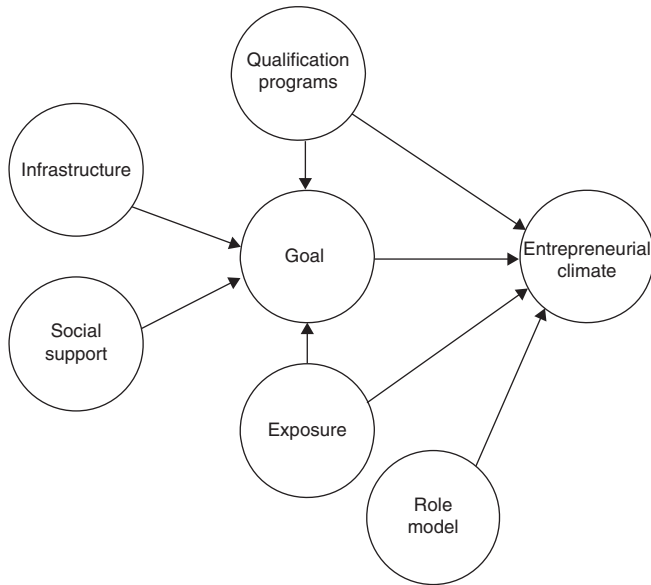 Qualification
programs
Infrastructure
Goal
Entrepreneurial
climate
Social
support
Exposure
Role
model